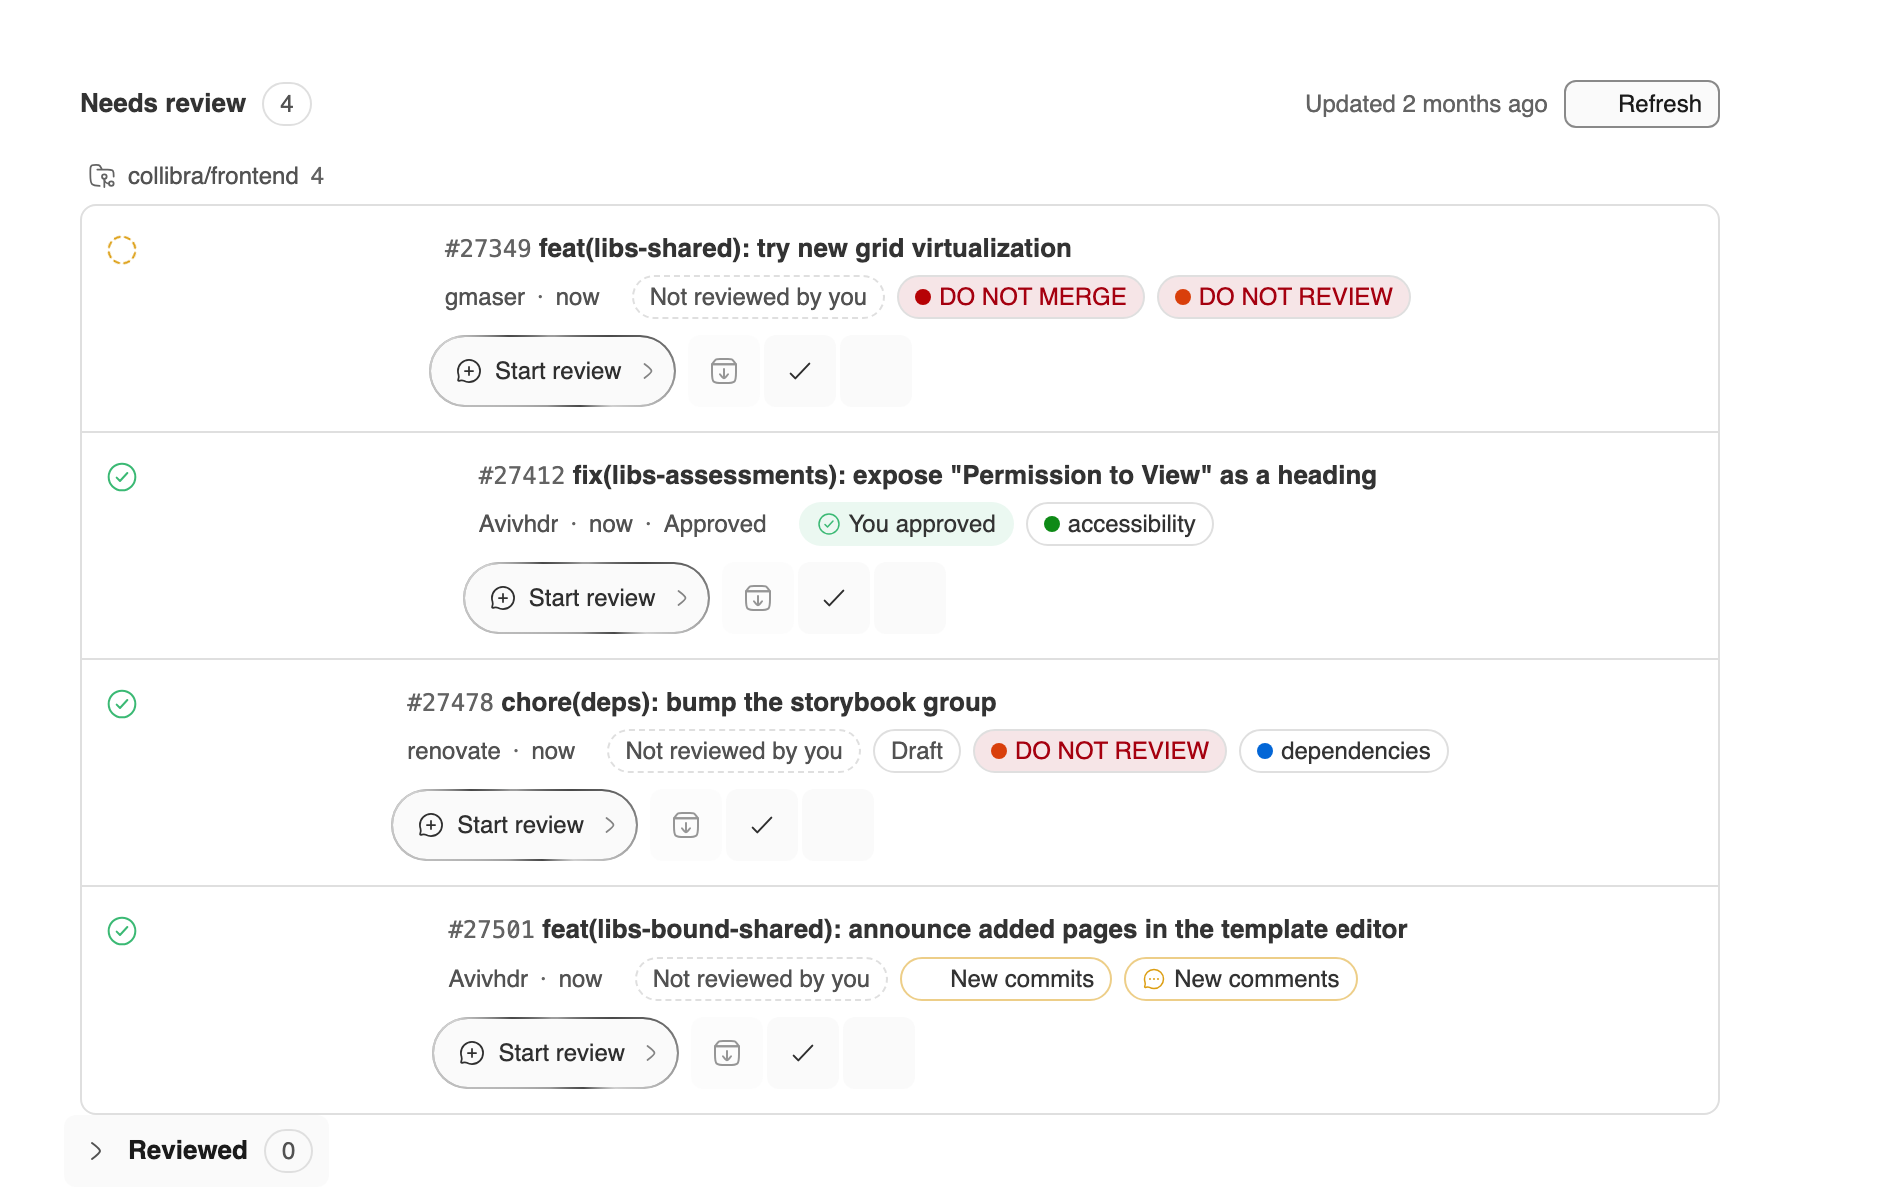 Needs review 4
Updated 2 months ago Refresh
collibra/frontend 4
#27349 feat(libs-shared): try new grid virtualization
gmaser · now Not reviewed by you DO NOT MERGE DO NOT REVIEW
Start review
#27412 fix(libs-assessments): expose "Permission to View" as a heading
Avivhdr · now · Approved You approved accessibility
Start review
#27478 chore(deps): bump the storybook group
renovate · now Not reviewed by you Draft DO NOT REVIEW dependencies
Start review
#27501 feat(libs-bound-shared): announce added pages in the template editor
Avivhdr · now Not reviewed by you New commits New comments
Start review
Reviewed 0